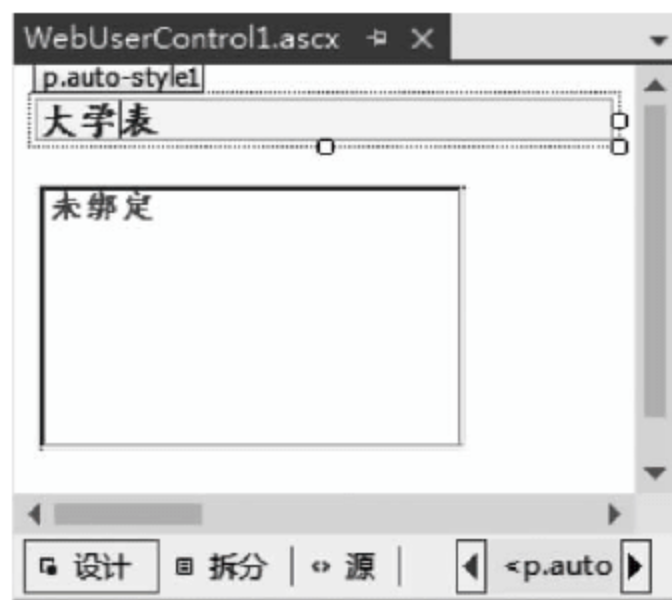 WebUserControl1.ascx
p.auto-style1
大学表
未绑定
设计 拆分 源 <p.auto